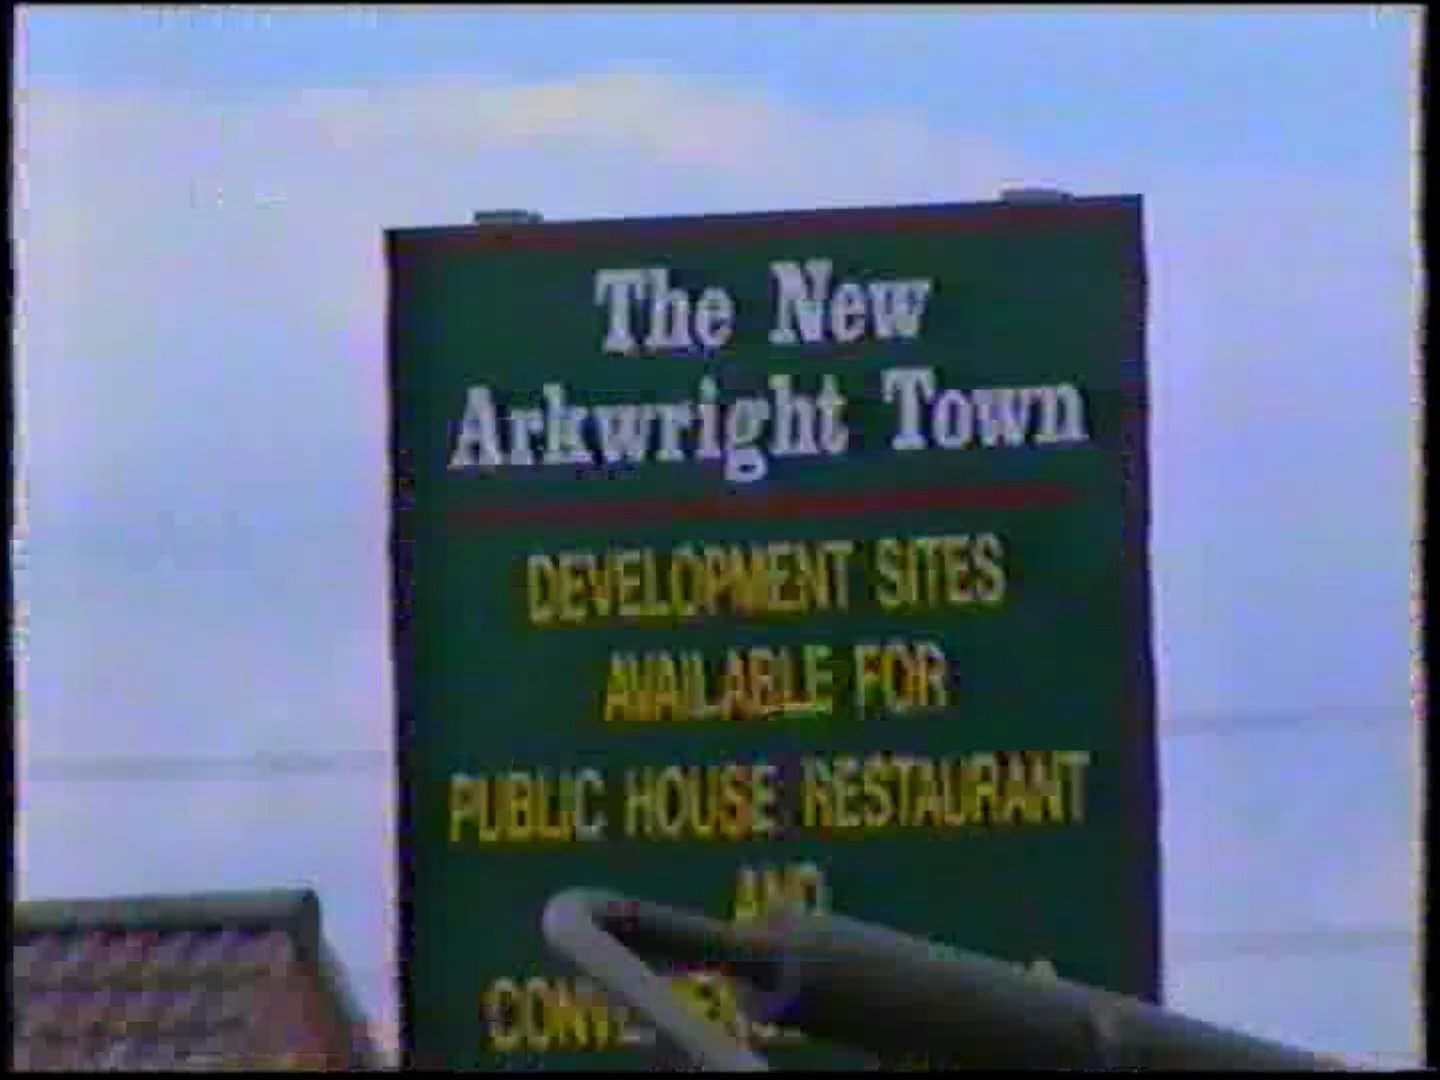 The New
Arkwright Town
DEVELOPMENT SITES
AVAILABLE FOR
PUBLIC HOUSE RESTAURANT
AND